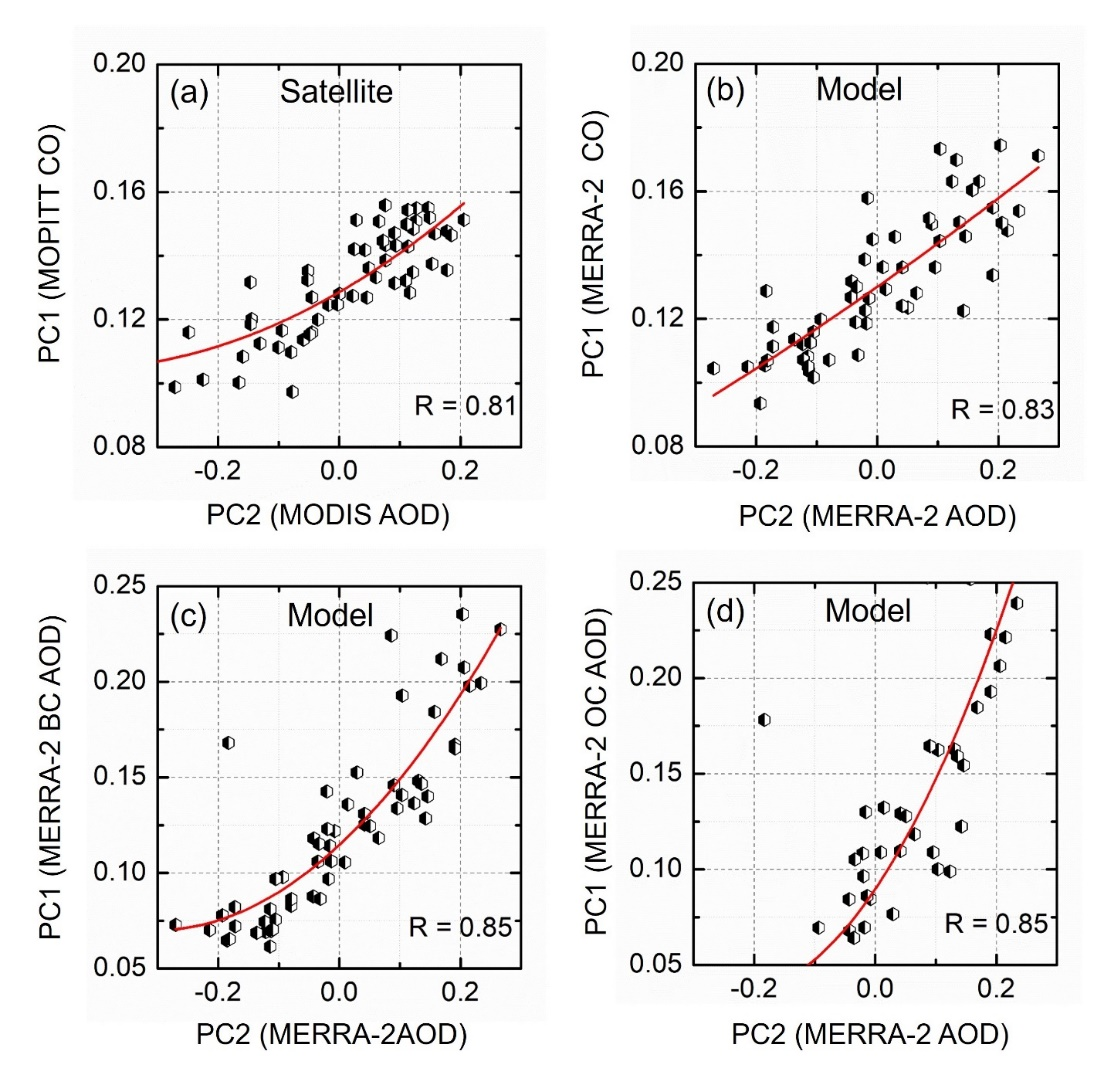 (a) Satellite
PC1 (MOPITT CO)
0.20
0.16
0.12
0.08
R = 0.81
-0.2 0.0 0.2
PC2 (MODIS AOD)
(b) Model
PC1 (MERRA-2 CO)
0.20
0.16
0.12
0.08
R = 0.83
-0.2 0.0 0.2
PC2 (MERRA-2 AOD)
(c) Model
PC1 (MERRA-2 BC AOD)
0.25
0.20
0.15
0.10
0.05
R = 0.85
-0.2 0.0 0.2
PC2 (MERRA-2AOD)
(d) Model
PC1 (MERRA-2 OC AOD)
0.25
0.20
0.15
0.10
0.05
R = 0.85
-0.2 0.0 0.2
PC2 (MERRA-2 AOD)